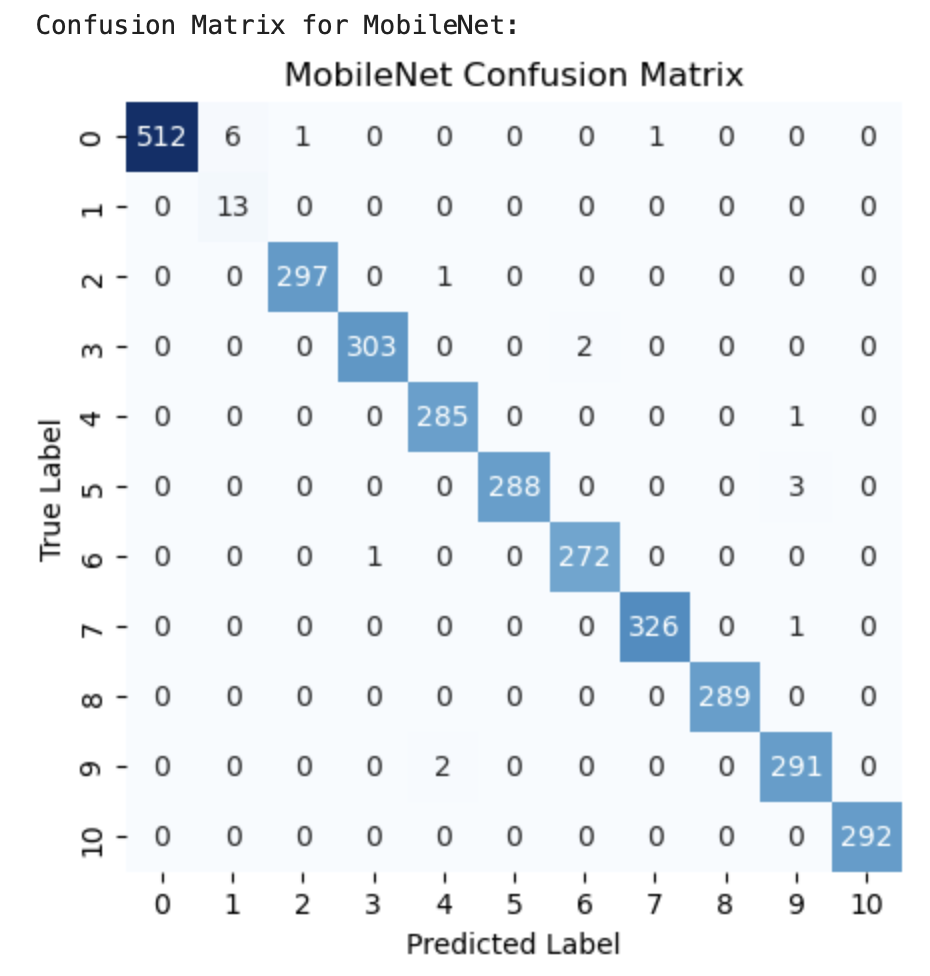 Confusion Matrix for MobileNet:
MobileNet Confusion Matrix
0 512 6 1 0 0 0 0 1 0 0 0
1 0 13 0 0 0 0 0 0 0 0 0
2 0 0 297 0 1 0 0 0 0 0 0
3 0 0 0 303 0 0 2 0 0 0 0
4 0 0 0 0 285 0 0 0 0 1 0
5 0 0 0 0 0 288 0 0 0 3 0
6 0 0 0 1 0 0 272 0 0 0 0
7 0 0 0 0 0 0 0 326 0 1 0
8 0 0 0 0 0 0 0 0 289 0 0
9 0 0 0 0 2 0 0 0 0 291 0
10 0 0 0 0 0 0 0 0 0 0 292
True Label
0 1 2 3 4 5 6 7 8 9 10
Predicted Label